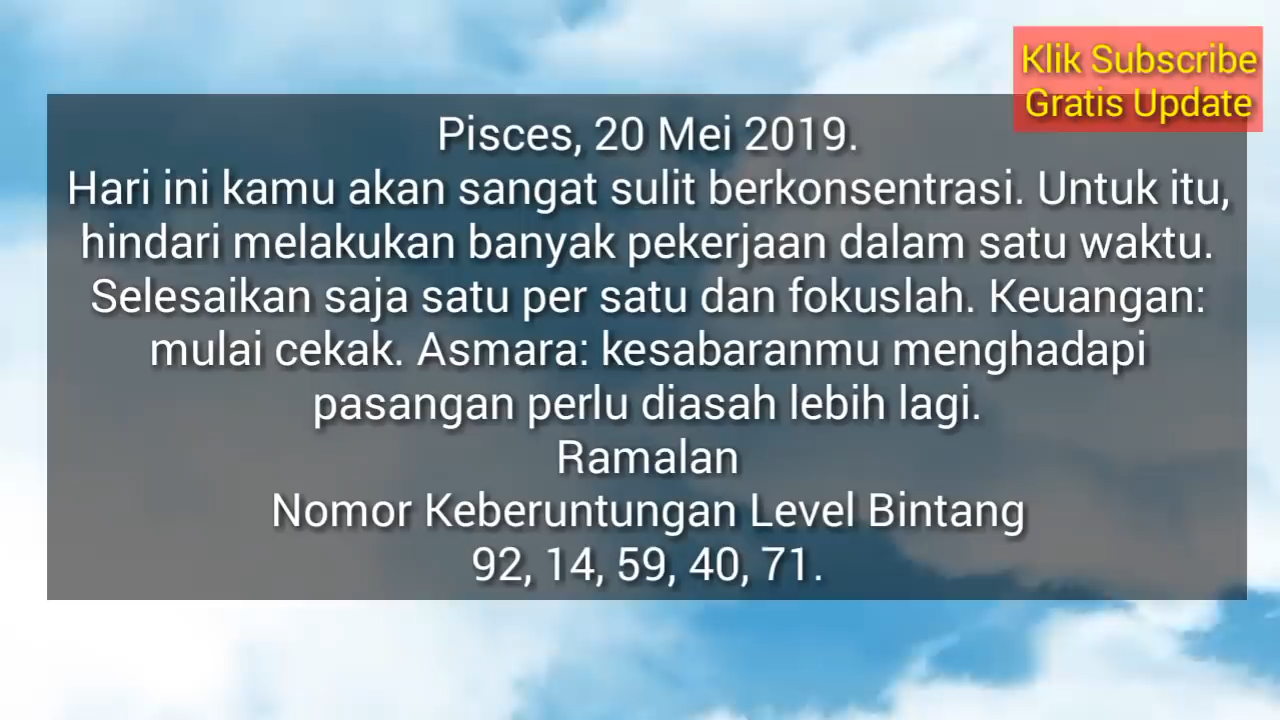 Klik Subscribe
Gratis Update
Pisces, 20 Mei 2019.
Hari ini kamu akan sangat sulit berkonsentrasi. Untuk itu,
hindari melakukan banyak pekerjaan dalam satu waktu.
Selesaikan saja satu per satu dan fokuslah. Keuangan:
mulai cekak. Asmara: kesabaranmu menghadapi
pasangan perlu diasah lebih lagi.
Ramalan
Nomor Keberuntungan Level Bintang
92, 14, 59, 40, 71.